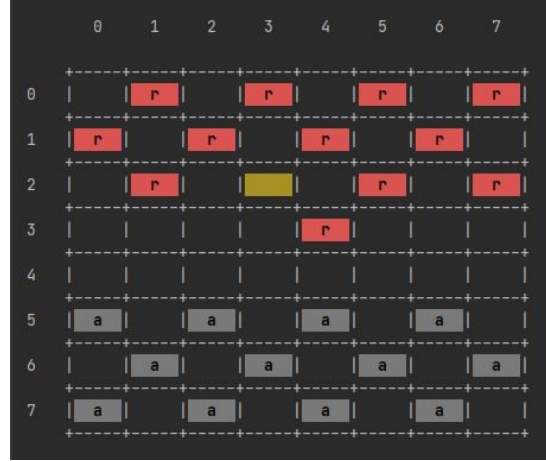 0 1 2 3 4 5 6 7
+-----+-----+-----+-----+-----+-----+-----+-----+
0 | | r | | r | | r | | r |
+-----+-----+-----+-----+-----+-----+-----+-----+
1 | r | | r | | r | | r | |
+-----+-----+-----+-----+-----+-----+-----+-----+
2 | | r | | | | r | | r |
+-----+-----+-----+-----+-----+-----+-----+-----+
3 | | | | | r | | | |
+-----+-----+-----+-----+-----+-----+-----+-----+
4 | | | | | | | | |
+-----+-----+-----+-----+-----+-----+-----+-----+
5 | a | | a | | a | | a | |
+-----+-----+-----+-----+-----+-----+-----+-----+
6 | | a | | a | | a | | a |
+-----+-----+-----+-----+-----+-----+-----+-----+
7 | a | | a | | a | | a | |
+-----+-----+-----+-----+-----+-----+-----+-----+